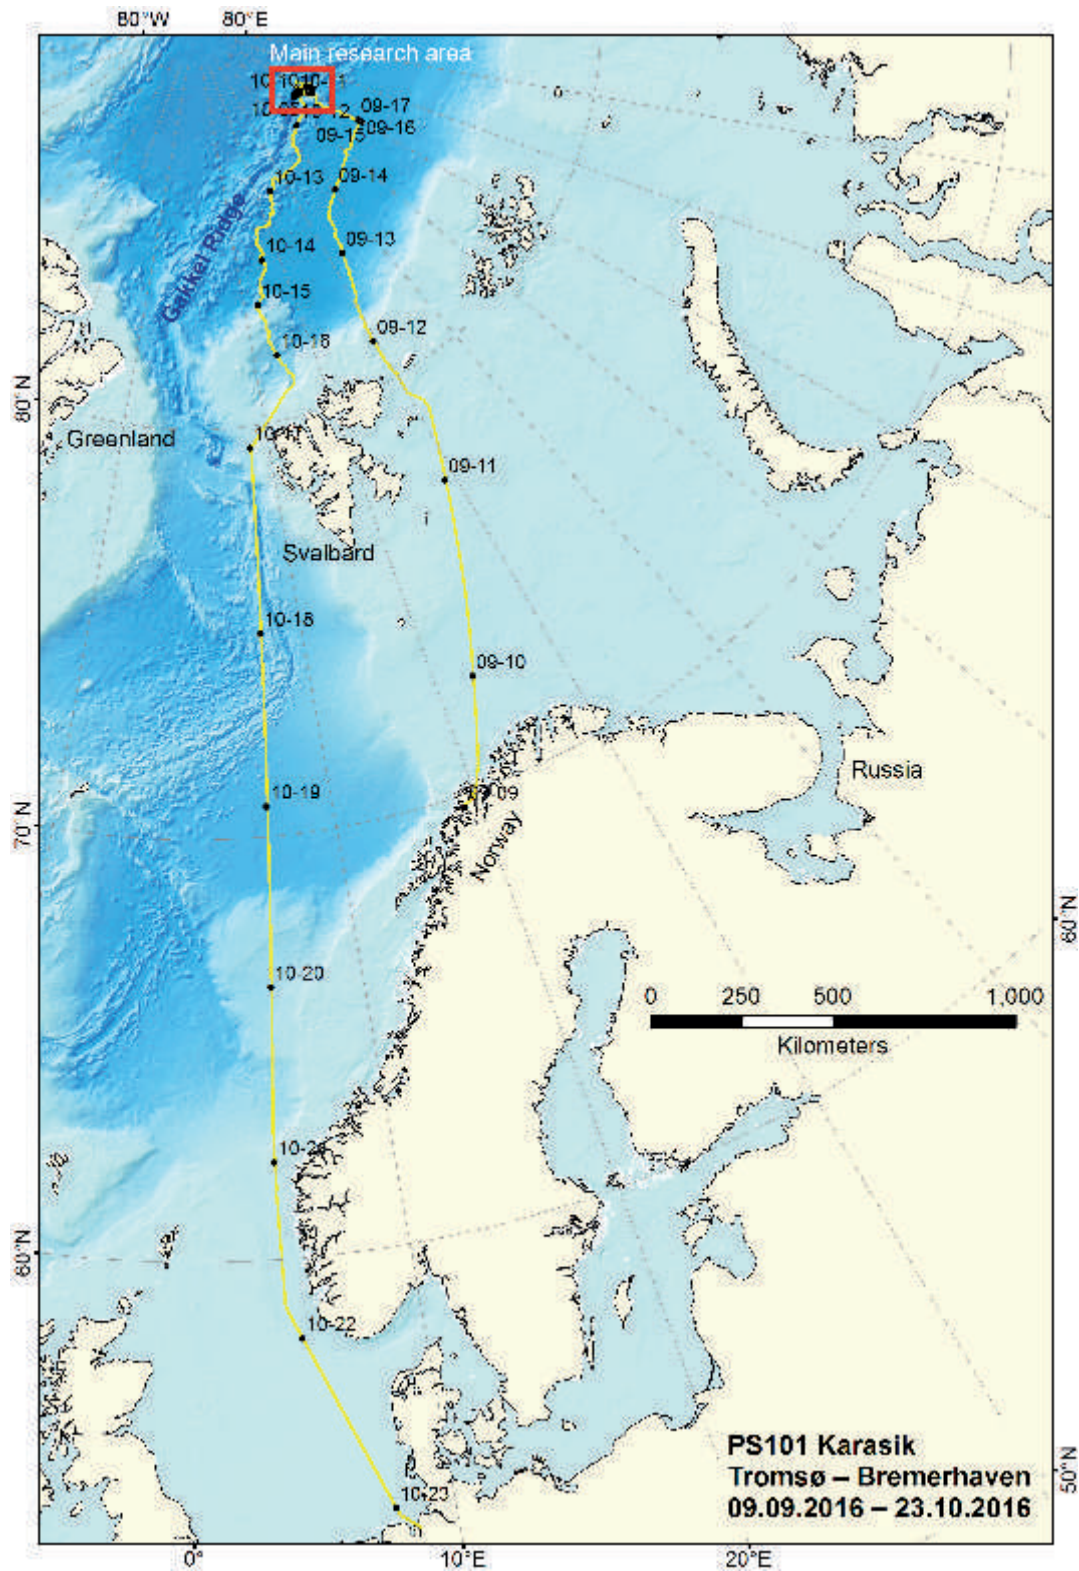 80°W 80°E
Main research area
09-17
09-16
09-15
10-13
09-14
Gakkel Ridge
10-14
09-13
10-15
09-12
10-16
80°N
Greenland
10-17
09-11
Svalbard
10-18
09-10
Russia
10-19
Norway
70°N
60°N
10-20
0 250 500 1,000
Kilometers
60°N
10-22
PS101 Karasik
Tromsø – Bremerhaven
09.09.2016 – 23.10.2016
50°N
10-23
0° 10°E 20°E